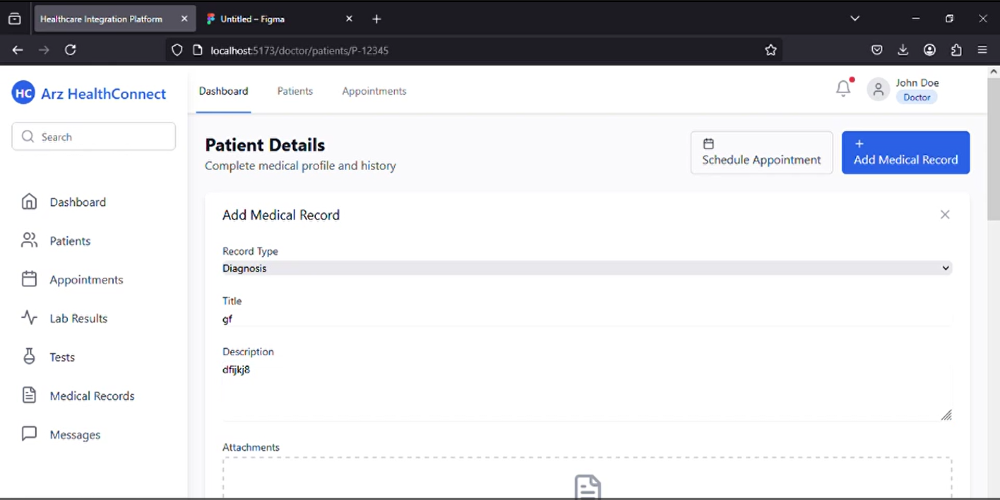 Healthcare Integration Platform
Untitled – Figma
localhost:5173/doctor/patients/P-12345
HC Arz HealthConnect
Dashboard Patients Appointments
John Doe
Doctor
Search
Patient Details
Complete medical profile and history
Schedule Appointment
Add Medical Record
Dashboard
Patients
Appointments
Lab Results
Tests
Medical Records
Messages
Add Medical Record
Record Type
Diagnosis
Title
gf
Description
dfijkj8
Attachments